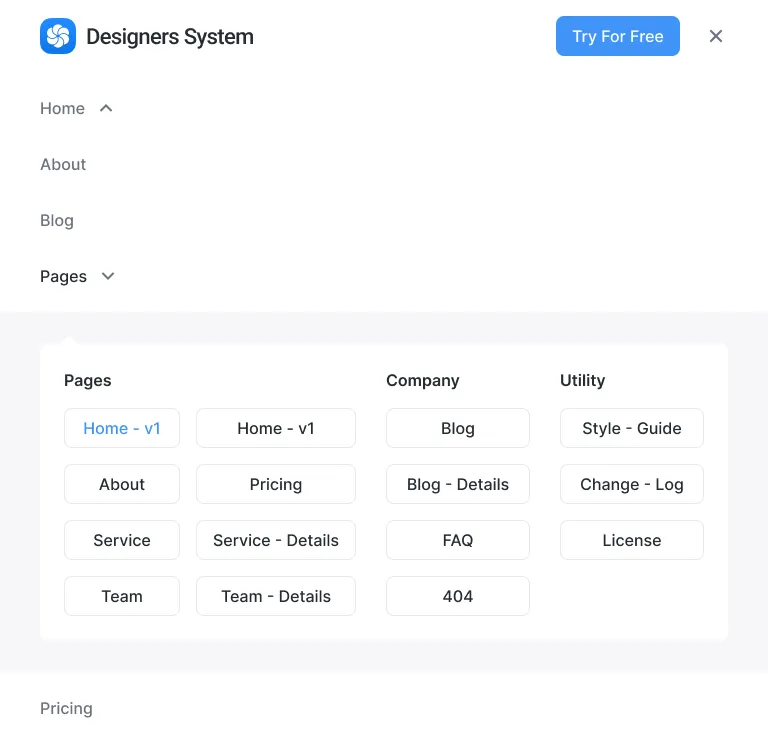 Designers System
Try For Free
Home
About
Blog
Pages
Pages
Company
Utility
Home - v1
Home - v1
Blog
Style - Guide
About
Pricing
Blog - Details
Change - Log
Service
Service - Details
FAQ
License
Team
Team - Details
404
Pricing